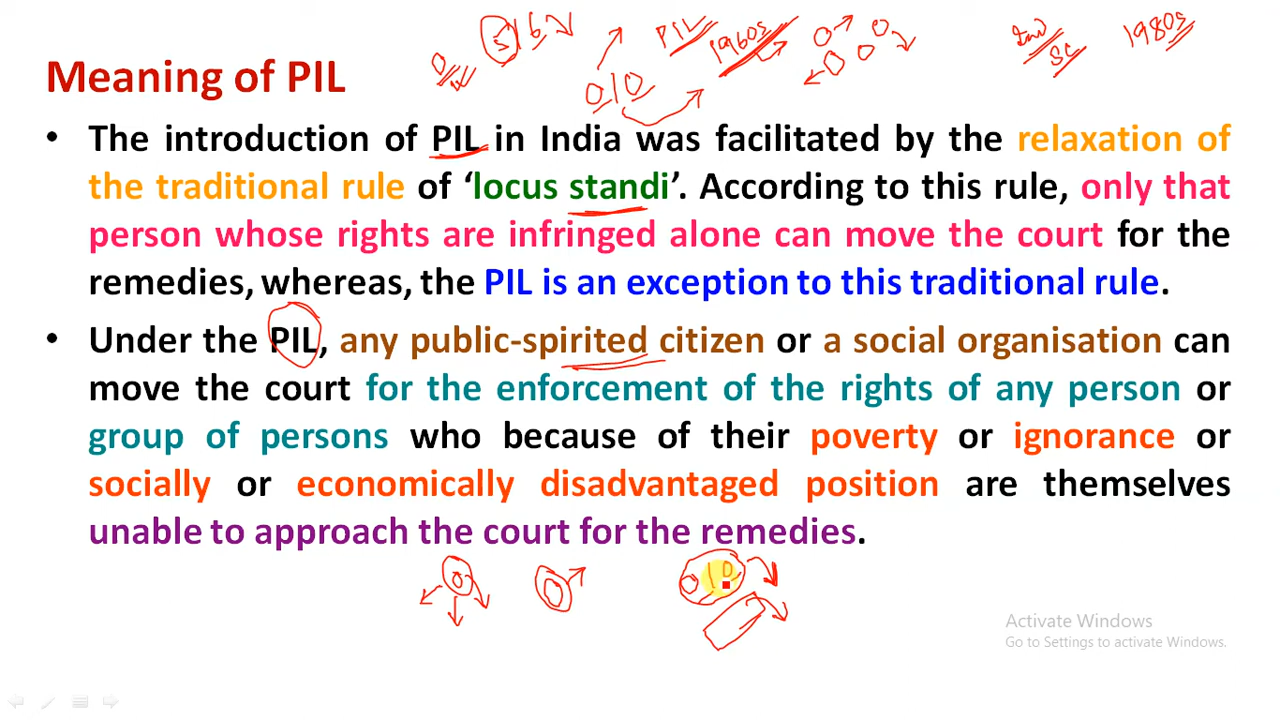 PIL 1960s Ind SC 1980s
Meaning of PIL
• The introduction of PIL in India was facilitated by the relaxation of
the traditional rule of ‘locus standi’. According to this rule, only that
person whose rights are infringed alone can move the court for the
remedies, whereas, the PIL is an exception to this traditional rule.
• Under the PIL, any public-spirited citizen or a social organisation can
move the court for the enforcement of the rights of any person or
group of persons who because of their poverty or ignorance or
socially or economically disadvantaged position are themselves
unable to approach the court for the remedies.
Activate Windows
Go to Settings to activate Windows.